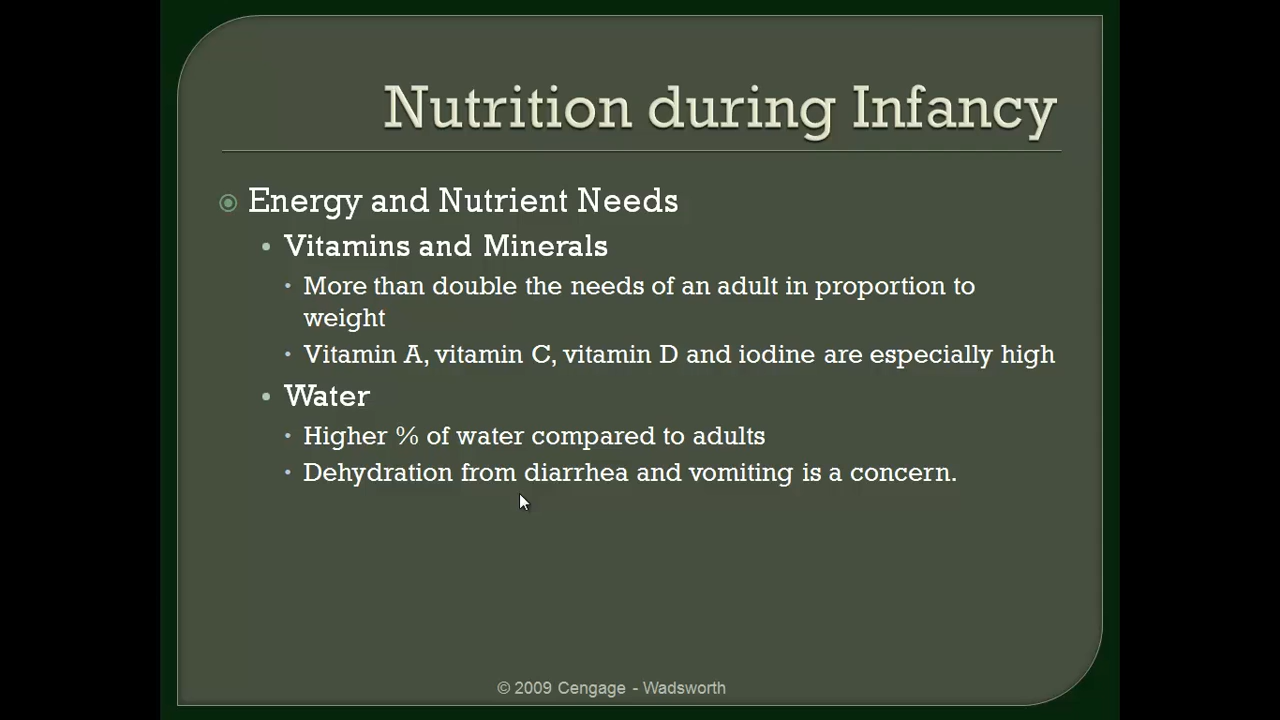 Nutrition during Infancy
Energy and Nutrient Needs
Vitamins and Minerals
More than double the needs of an adult in proportion to
weight
Vitamin A, vitamin C, vitamin D and iodine are especially high
Water
Higher % of water compared to adults
Dehydration from diarrhea and vomiting is a concern.
© 2009 Cengage - Wadsworth